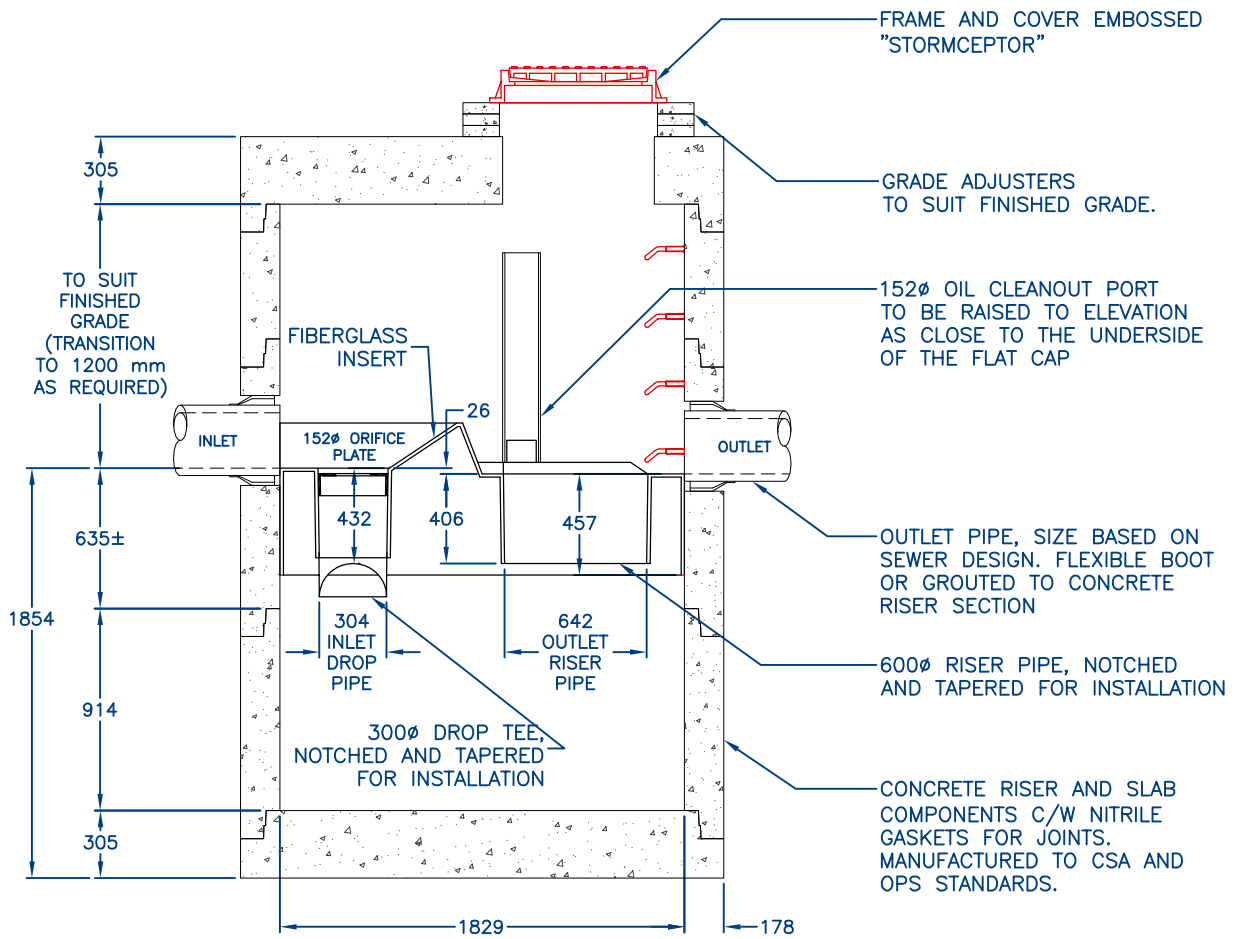 FRAME AND COVER EMBOSSED
"STORMCEPTOR"
305
GRADE ADJUSTERS
TO SUIT FINISHED GRADE.
TO SUIT
FINISHED
GRADE
(TRANSITION
TO 1200 mm
AS REQUIRED)
152ø OIL CLEANOUT PORT
TO BE RAISED TO ELEVATION
AS CLOSE TO THE UNDERSIDE
OF THE FLAT CAP
FIBERGLASS
INSERT
26
INLET
152ø ORIFICE
PLATE
OUTLET
432
406
457
635±
OUTLET PIPE, SIZE BASED ON
SEWER DESIGN. FLEXIBLE BOOT
OR GROUTED TO CONCRETE
RISER SECTION
1854
304
INLET
DROP
PIPE
642
OUTLET
RISER
PIPE
600ø RISER PIPE, NOTCHED
AND TAPERED FOR INSTALLATION
914
300ø DROP TEE,
NOTCHED AND TAPERED
FOR INSTALLATION
CONCRETE RISER AND SLAB
COMPONENTS C/W NITRILE
GASKETS FOR JOINTS.
MANUFACTURED TO CSA AND
OPS STANDARDS.
305
1829
178